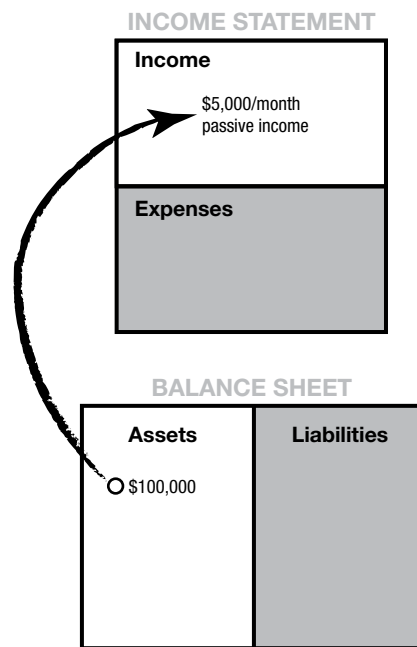 INCOME STATEMENT
Income
$5,000/month
passive income
Expenses
BALANCE SHEET
Assets
Liabilities
$100,000